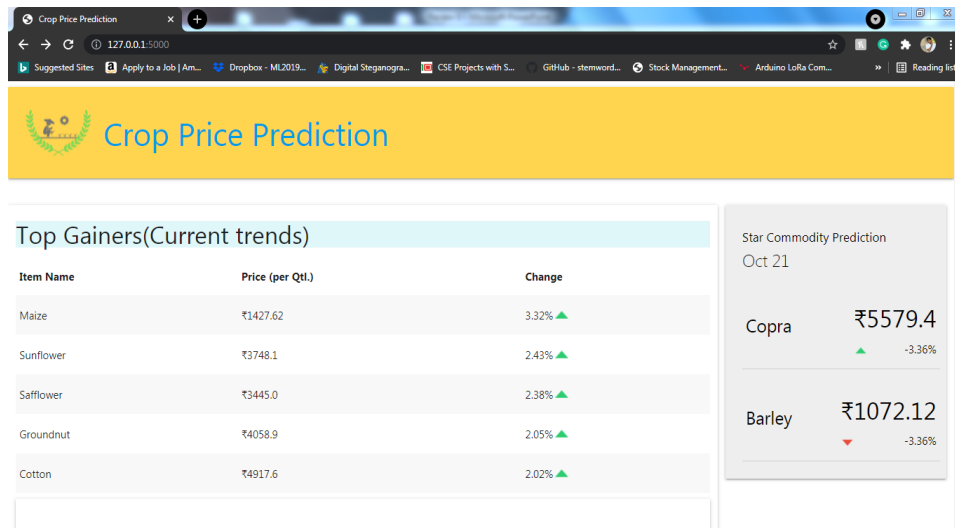 Crop Price Prediction
127.0.0.1:5000
Suggested Sites Apply to a Job | Am... Dropbox - ML2019... Digital Steganogra... CSE Projects with S... GitHub - stemword... Stock Management... Arduino LoRa Com... » Reading list
Crop Price Prediction
Top Gainers(Current trends)
Item Name Price (per Qtl.) Change
Maize ₹1427.62 3.32%
Sunflower ₹3748.1 2.43%
Safflower ₹3445.0 2.38%
Groundnut ₹4058.9 2.05%
Cotton ₹4917.6 2.02%
Star Commodity Prediction
Oct 21
Copra ₹5579.4
-3.36%
Barley ₹1072.12
-3.36%